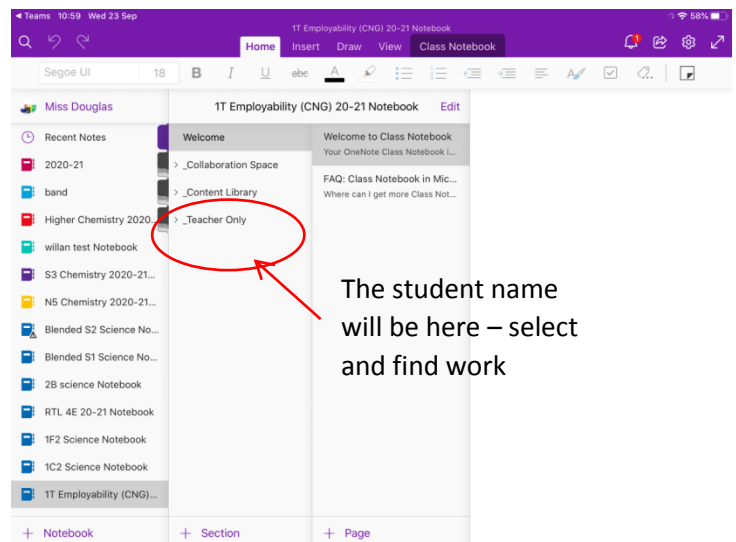 Teams 10:59 Wed 23 Sep
58%
1T Employability (CNG) 20–21 Notebook
Home Insert Draw View Class Notebook
1
Segoe UI 18 B I U abc A
Miss Douglas
1T Employability (CNG) 20-21 Notebook Edit
Recent Notes
2020-21
band
Higher Chemistry 2020...
willan test Notebook
S3 Chemistry 2020-21...
N5 Chemistry 2020-21...
Blended S2 Science No...
Blended S1 Science No...
2B science Notebook
RTL 4E 20-21 Notebook
1F2 Science Notebook
1C2 Science Notebook
1T Employability (CNG)...
+ Notebook
Welcome
> _Collaboration Space
> _Content Library
> _Teacher Only
+ Section
Welcome to Class Notebook
Your OneNote Class Notebook i...
FAQ: Class Notebook in Mic...
Where can I get more Class Not...
+ Page
The student name
will be here – select
and find work